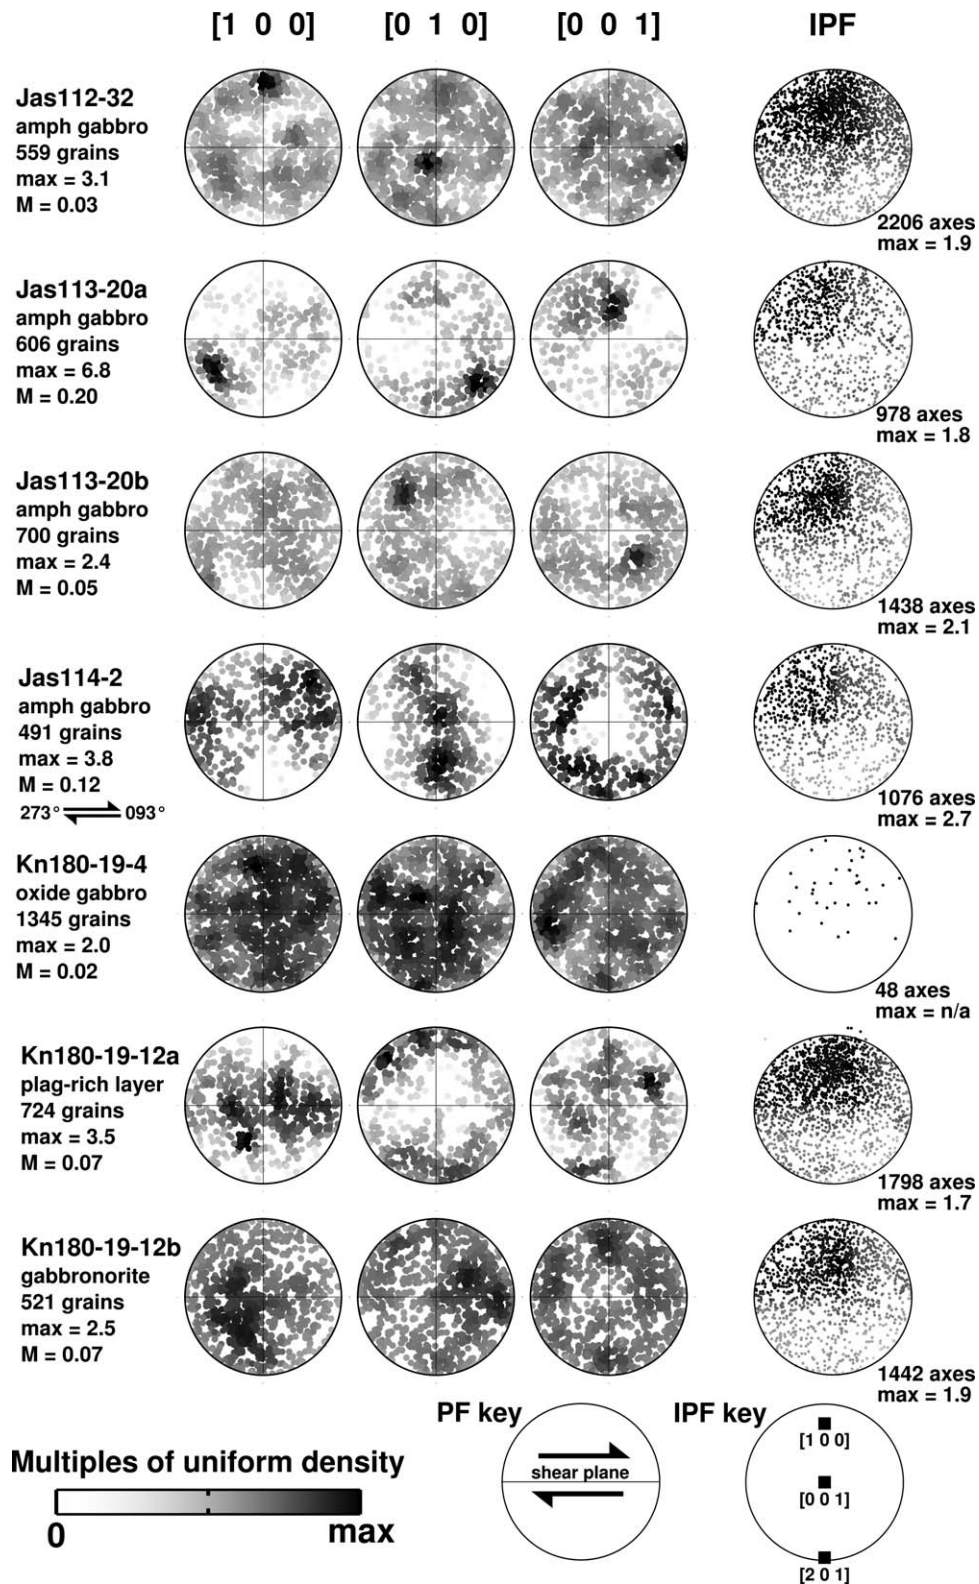 [1 0 0] [0 1 0] [0 0 1] IPF
Jas112-32
amph gabbro
559 grains
max = 3.1
M = 0.03
2206 axes
max = 1.9
Jas113-20a
amph gabbro
606 grains
max = 6.8
M = 0.20
978 axes
max = 1.8
Jas113-20b
amph gabbro
700 grains
max = 2.4
M = 0.05
1438 axes
max = 2.1
Jas114-2
amph gabbro
491 grains
max = 3.8
M = 0.12
273° 093°
1076 axes
max = 2.7
Kn180-19-4
oxide gabbro
1345 grains
max = 2.0
M = 0.02
48 axes
max = n/a
Kn180-19-12a
plag-rich layer
724 grains
max = 3.5
M = 0.07
1798 axes
max = 1.7
Kn180-19-12b
gabbronorite
521 grains
max = 2.5
M = 0.07
1442 axes
max = 1.9
Multiples of uniform density
0 max
PF key
shear plane
IPF key
[1 0 0]
[0 0 1]
[2 0 1]